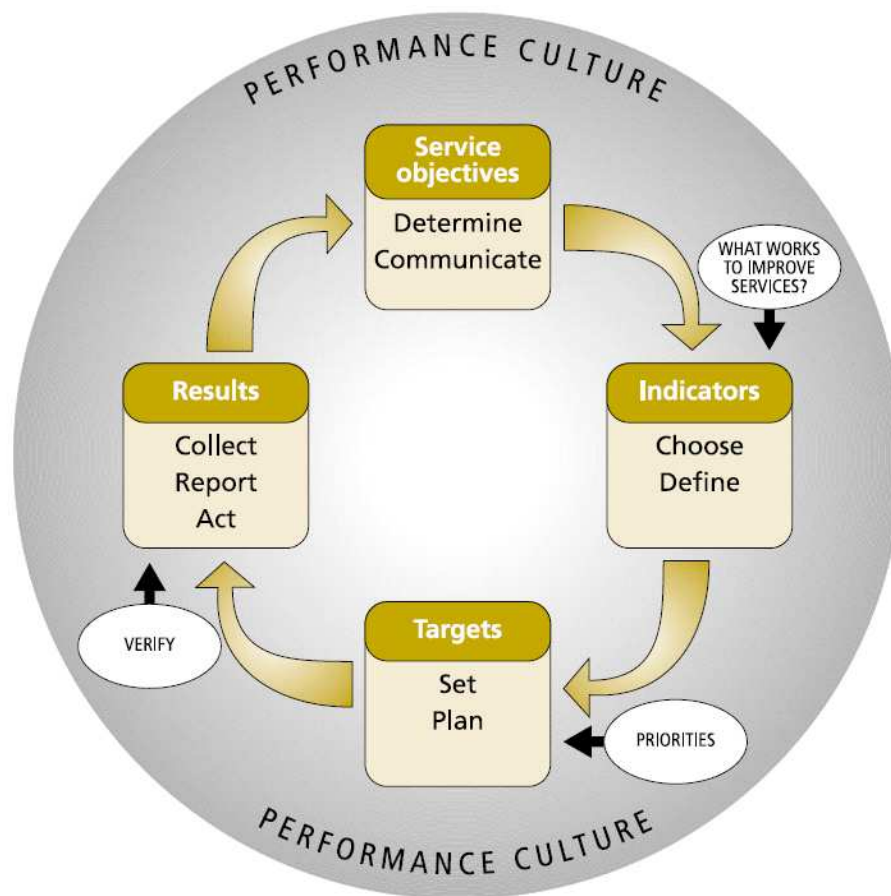 PERFORMANCE CULTURE
Service
objectives
Determine
Communicate
WHAT WORKS
TO IMPROVE
SERVICES?
Results
Collect
Report
Act
Indicators
Choose
Define
VERIFY
Targets
Set
Plan
PRIORITIES
PERFORMANCE CULTURE